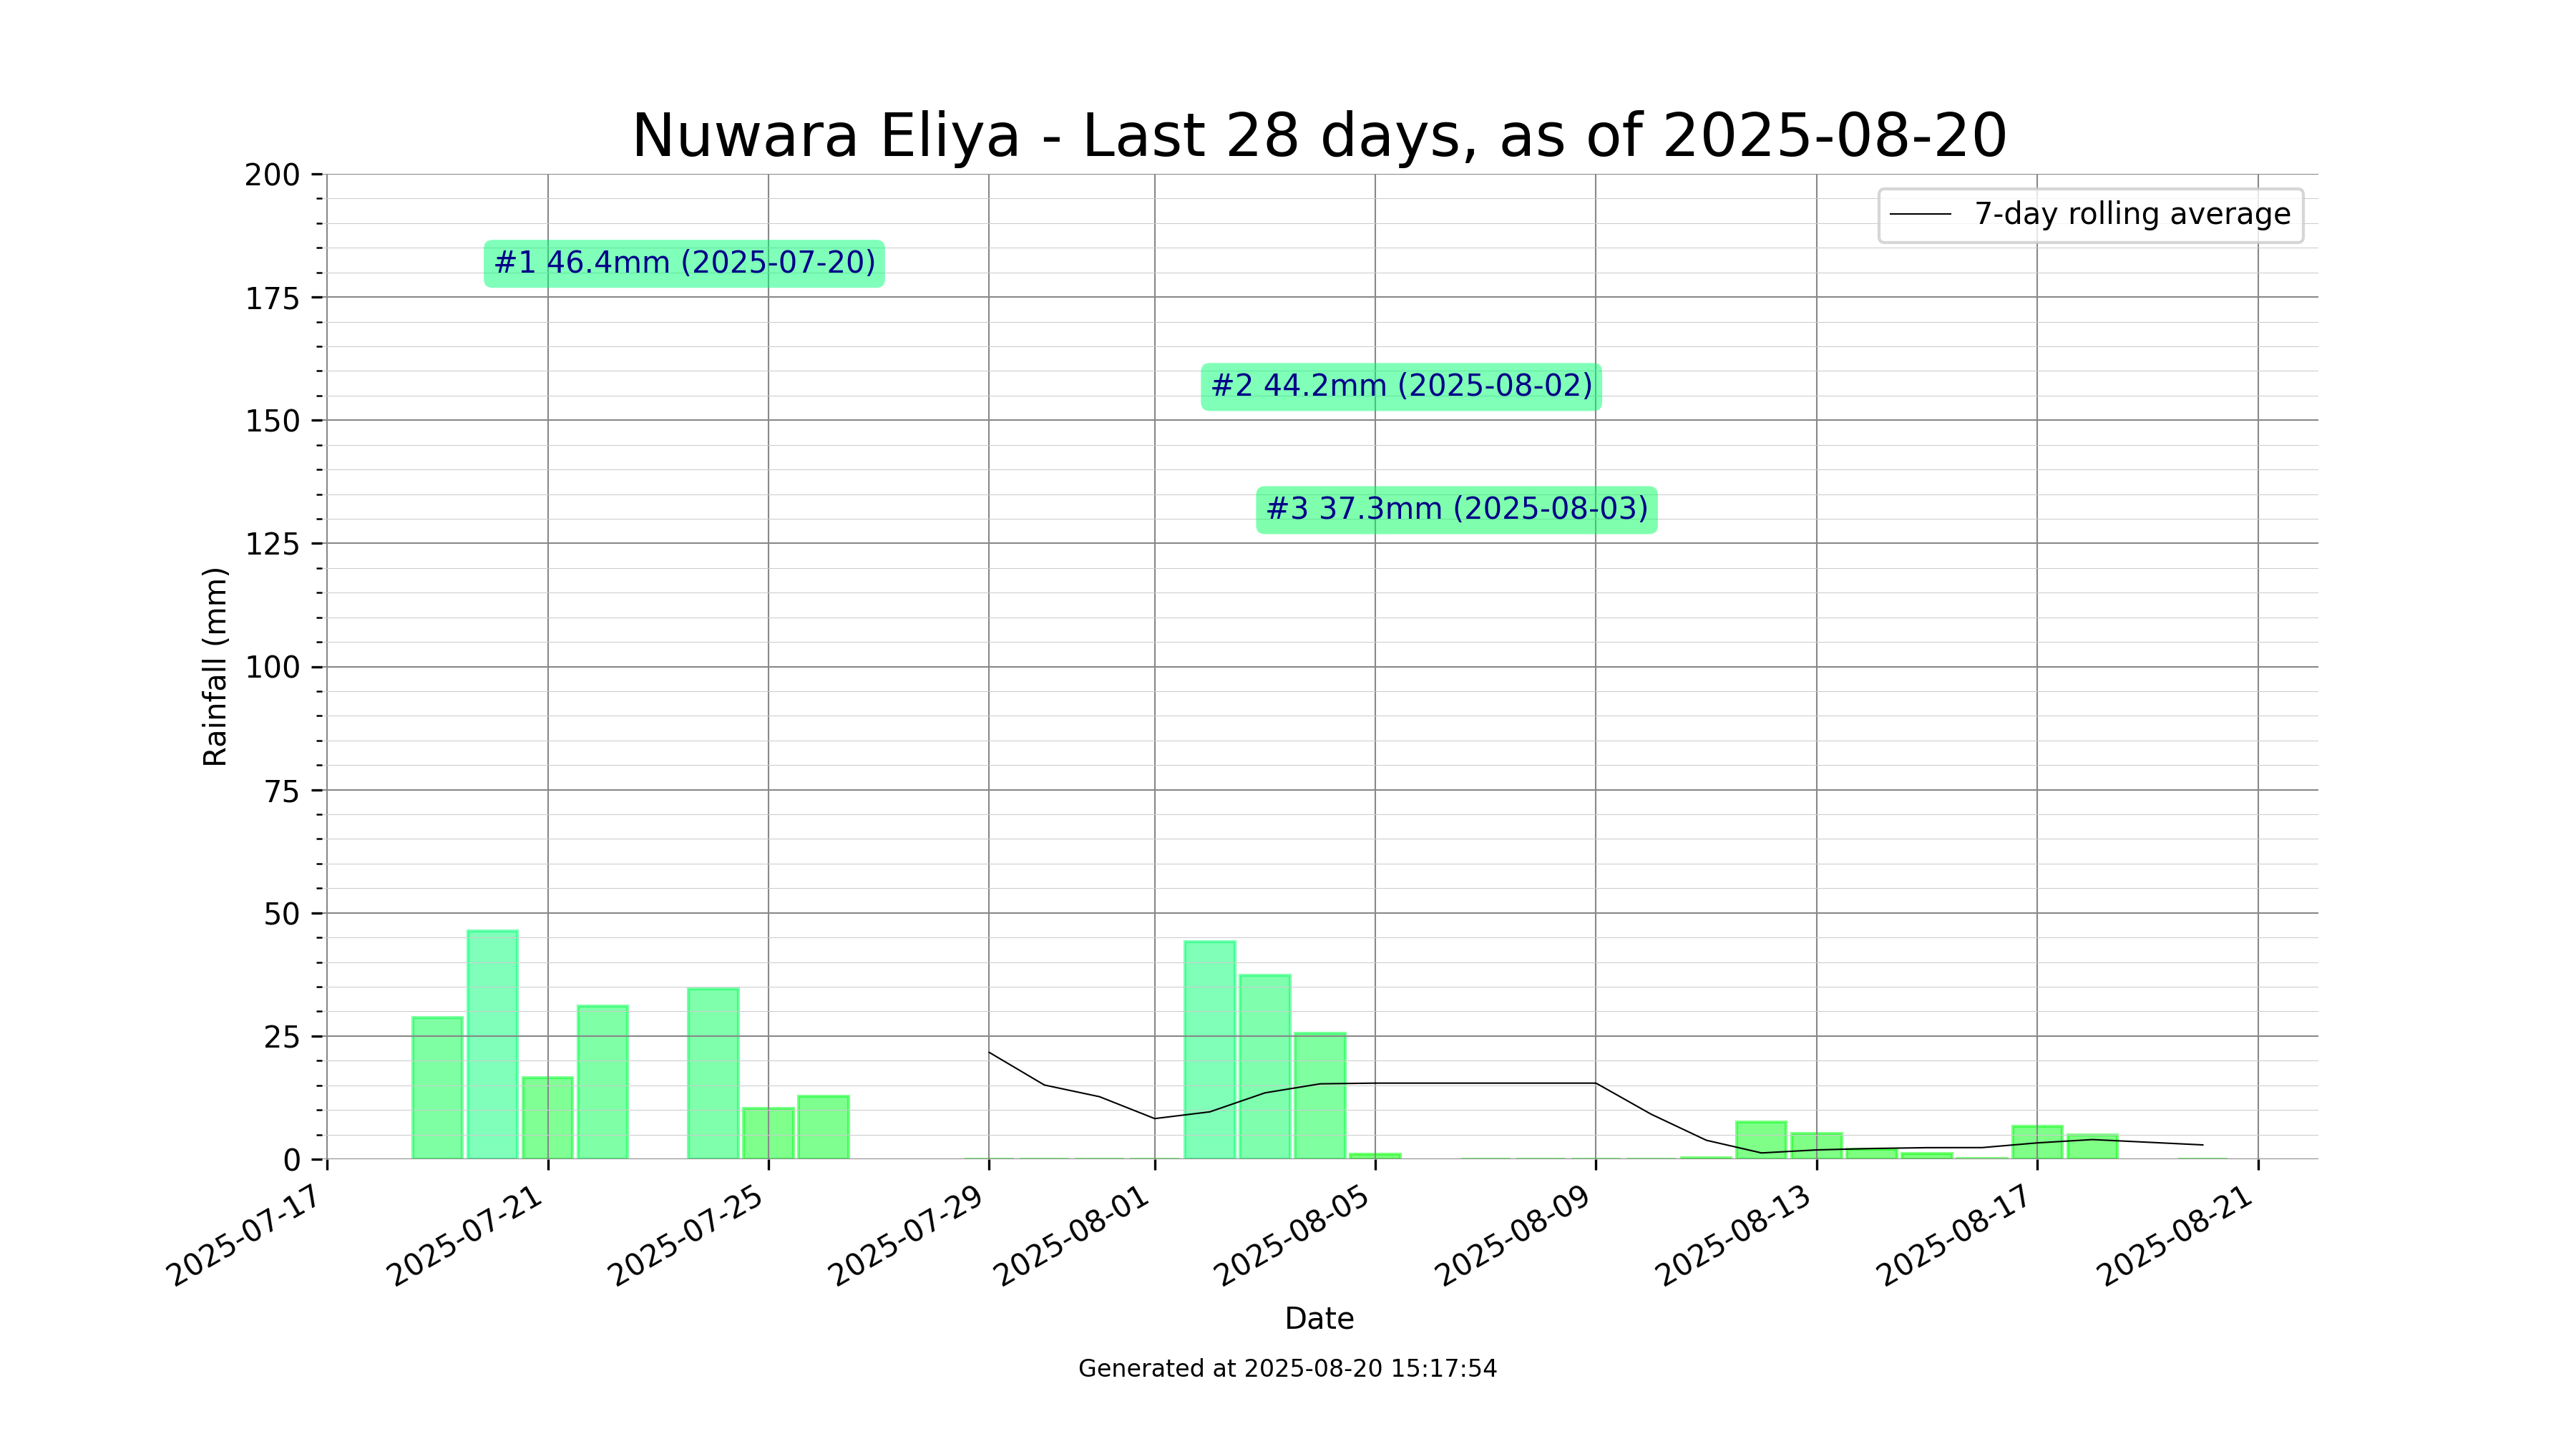 Nuwara Eliya - Last 28 days, as of 2025-08-20
7-day rolling average
#1 46.4mm (2025-07-20)
#2 44.2mm (2025-08-02)
#3 37.3mm (2025-08-03)
Rainfall (mm)
200
175
150
125
100
75
50
25
0
2025-07-17
2025-07-21
2025-07-25
2025-07-29
2025-08-01
2025-08-05
2025-08-09
2025-08-13
2025-08-17
2025-08-21
Date
Generated at 2025-08-20 15:17:54